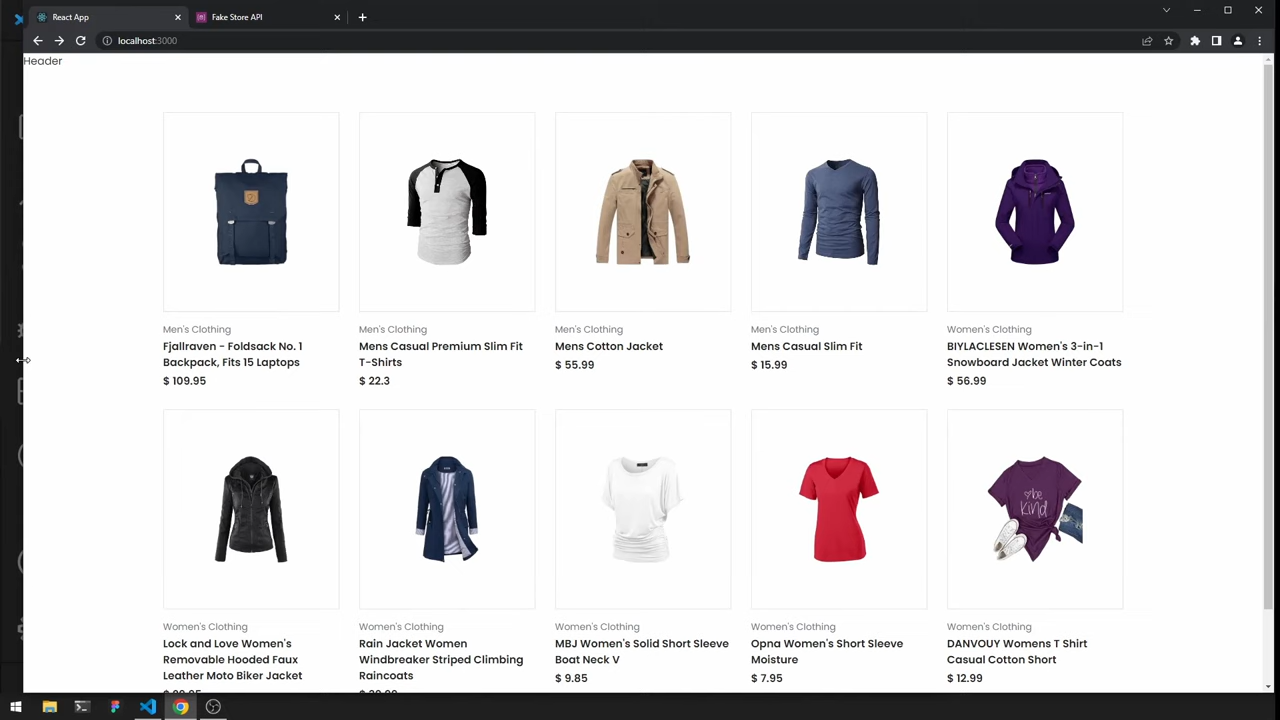 React App
Fake Store API
localhost:3000
Header
Men's Clothing
Fjallraven - Foldsack No. 1
Backpack, Fits 15 Laptops
$ 109.95
Men's Clothing
Mens Casual Premium Slim Fit
T-Shirts
$ 22.3
Men's Clothing
Mens Cotton Jacket
$ 55.99
Men's Clothing
Mens Casual Slim Fit
$ 15.99
Women's Clothing
BIYLACLESEN Women's 3-in-1
Snowboard Jacket Winter Coats
$ 56.99
be
kind
Women's Clothing
Lock and Love Women's
Removable Hooded Faux
Leather Moto Biker Jacket
Women's Clothing
Rain Jacket Women
Windbreaker Striped Climbing
Raincoats
Women's Clothing
MBJ Women's Solid Short Sleeve
Boat Neck V
$ 9.85
Women's Clothing
Opna Women's Short Sleeve
Moisture
$ 7.95
Women's Clothing
DANVOUY Womens T Shirt
Casual Cotton Short
$ 12.99